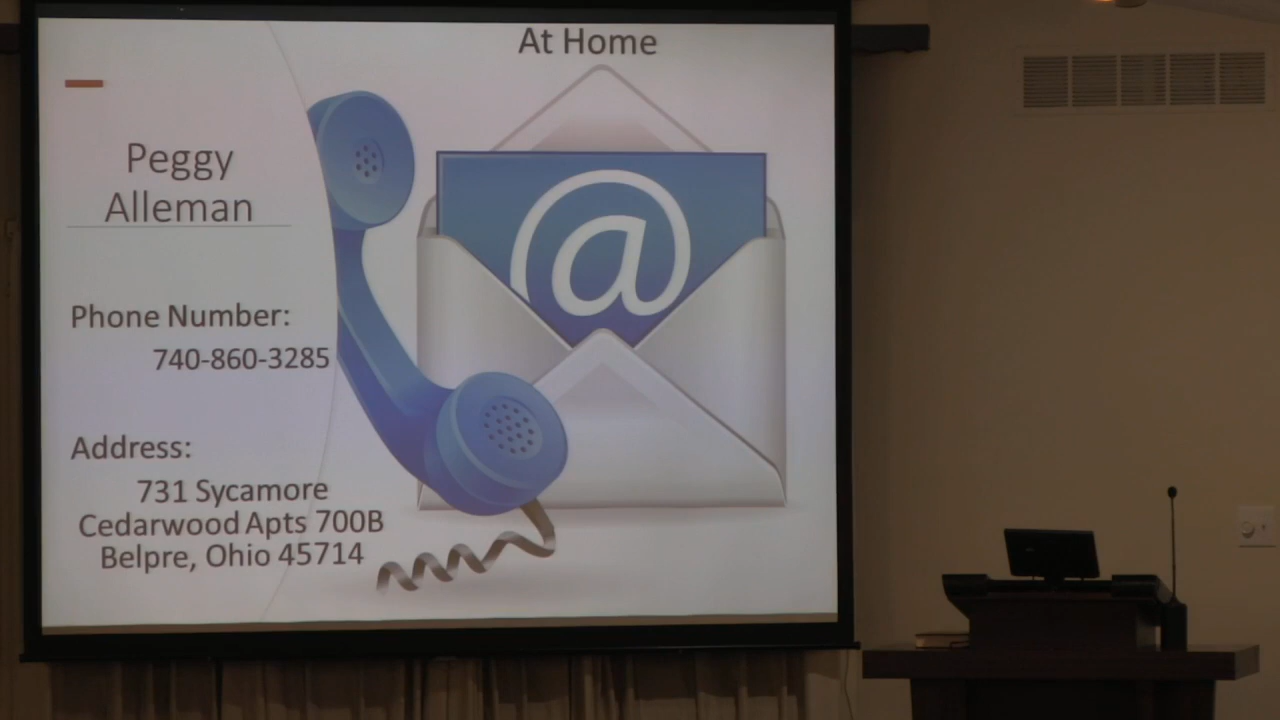 At Home
Peggy
Alleman
Phone Number:
740-860-3285
Address:
731 Sycamore
Cedarwood Apts 700B
Belpre, Ohio 45714
@